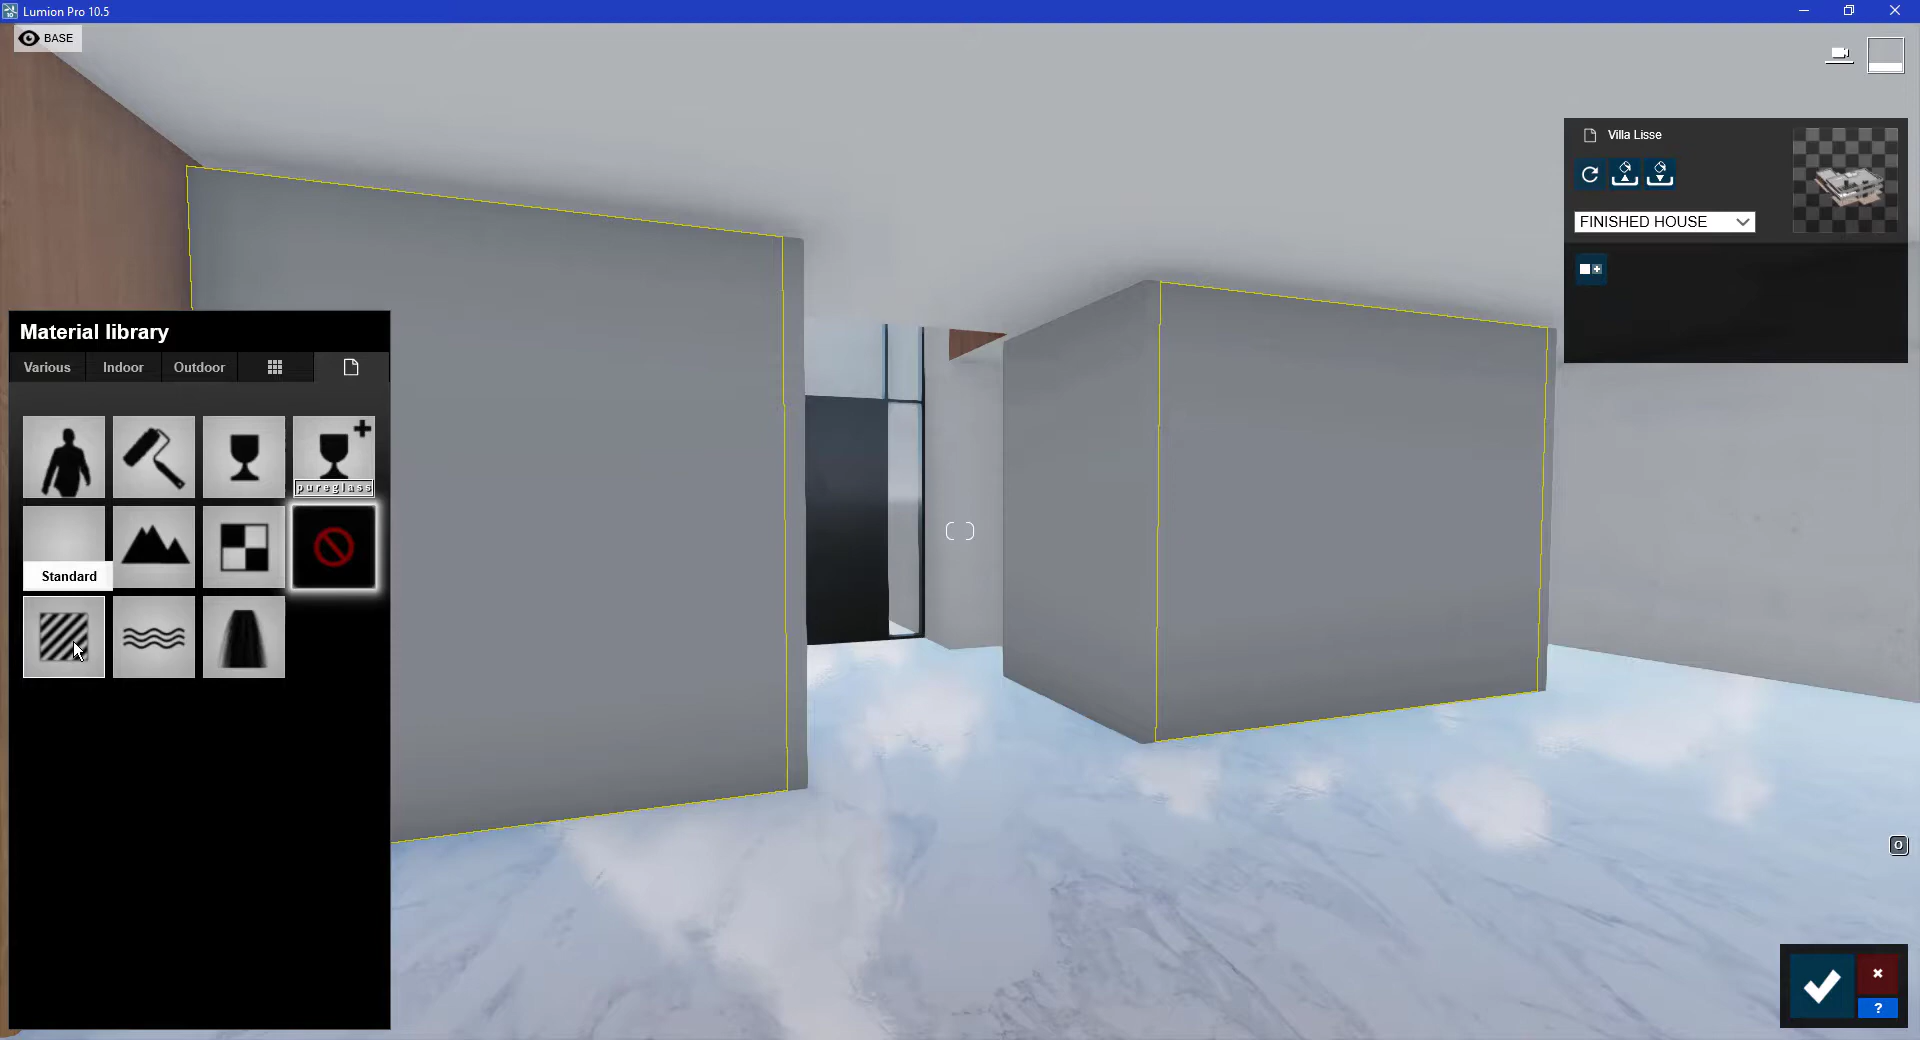 Lumion Pro 10.5
BASE
Villa Lisse
FINISHED HOUSE
Material library
Various
Indoor
Outdoor
pureglass
Standard
O
?